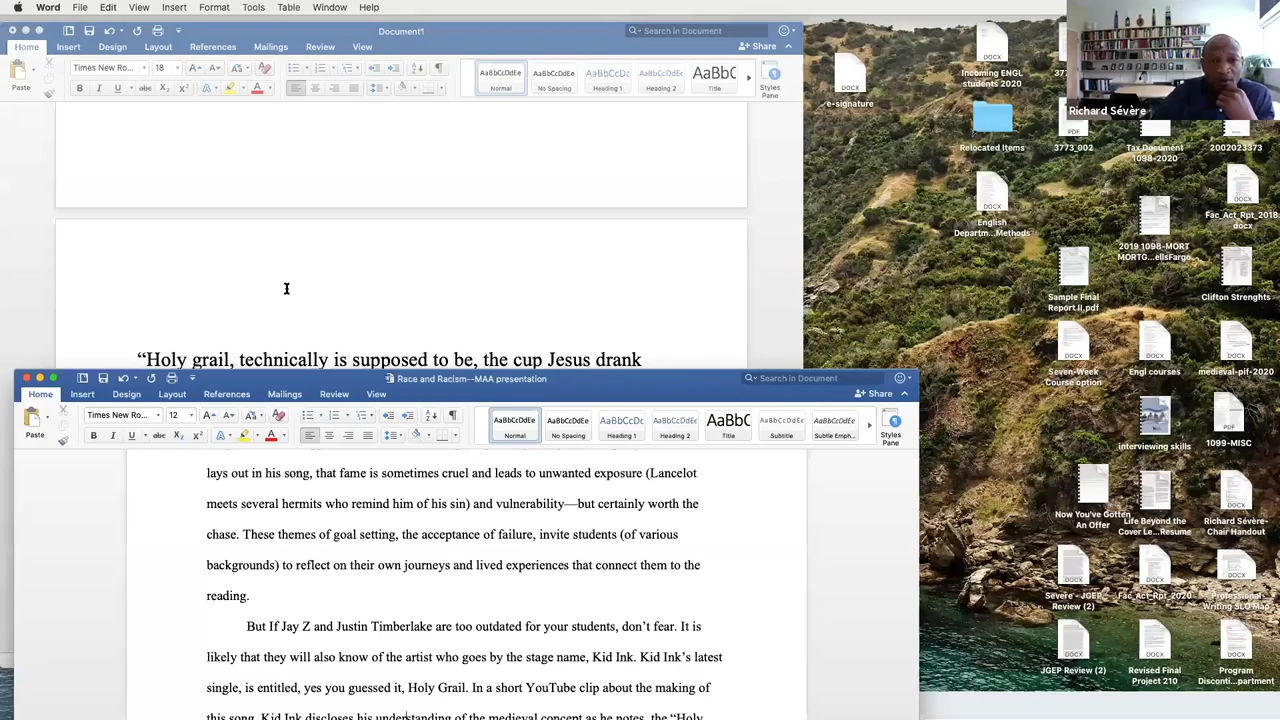 Word File Edit View Insert Format Tools Table Window Help
Document1
Search in Document
Home Insert Design Layout References Mailings Review View
Share
Paste
Times New Ro... 18
AaBbCcDdEe AaBbCcDdEe AaBbCcDc AaBbCcDdEe AaBbC
Normal No Spacing Heading 1 Heading 2 Title
Styles Pane
“Holy grail, technically is supposed to be, the cup Jesus drank
Race and Racism--MAA presentation
Search in Document
Home Insert Design Layout References Mailings Review View
Share
Paste
Times New Ro... 12
AaBbCcDdEe AaBbCcDdEe AaBbCcDc AaBbCcDdEe AaBbC AaBbCcDdEe AaBbCcDdEe
Normal No Spacing Heading 1 Heading 2 Title Subtitle Subtle Emph...
Styles Pane
lays out in his song, that fame is sometimes cruel and leads to unwanted exposure (Lancelot
meets several hermits who remind him of his sin) and vulnerability—but certainly worth the
chase. These themes of goal setting, the acceptance of failure, invite students (of various
backgrounds) to reflect on their own journeys and lived experiences that connect them to the
reading.
But If Jay Z and Justin Timberlake are too outdated for your students, don’t fear. It is
likely that they will also know of the artist who goes by the stage name, Kid Ink. Kid Ink’s latest
single, is entitled, yes you guessed it, Holy Grail. In a short YouTube clip about the making of
this song, Kid Ink discloses his understanding of the medieval concept as he notes, the “Holy
Richard Sévère
e-signature
Incoming ENGL
students 2020
Relocated Items
3773_002
Tax Document
1098-2020
2002023373
English
Departm...Methods
Fac_Act_Rpt_2018.
docx
2019 1098-MORT
MORTG...ellsFargo
Sample Final
Report II.pdf
Clifton Strenghts
Seven-Week
Course option
Engl courses
medieval-pif-2020
interviewing skills
1099-MISC
Now You've Gotten
An Offer
Life Beyond the
Cover Le...Resume
Richard Sévère-
Chair Handout
Severe - JGEP
Review (2)
Fac_Act_Rpt_2020
Professional
Writing SLO Map
JGEP Review (2)
Revised Final
Project 210
Program
Disconti...partment